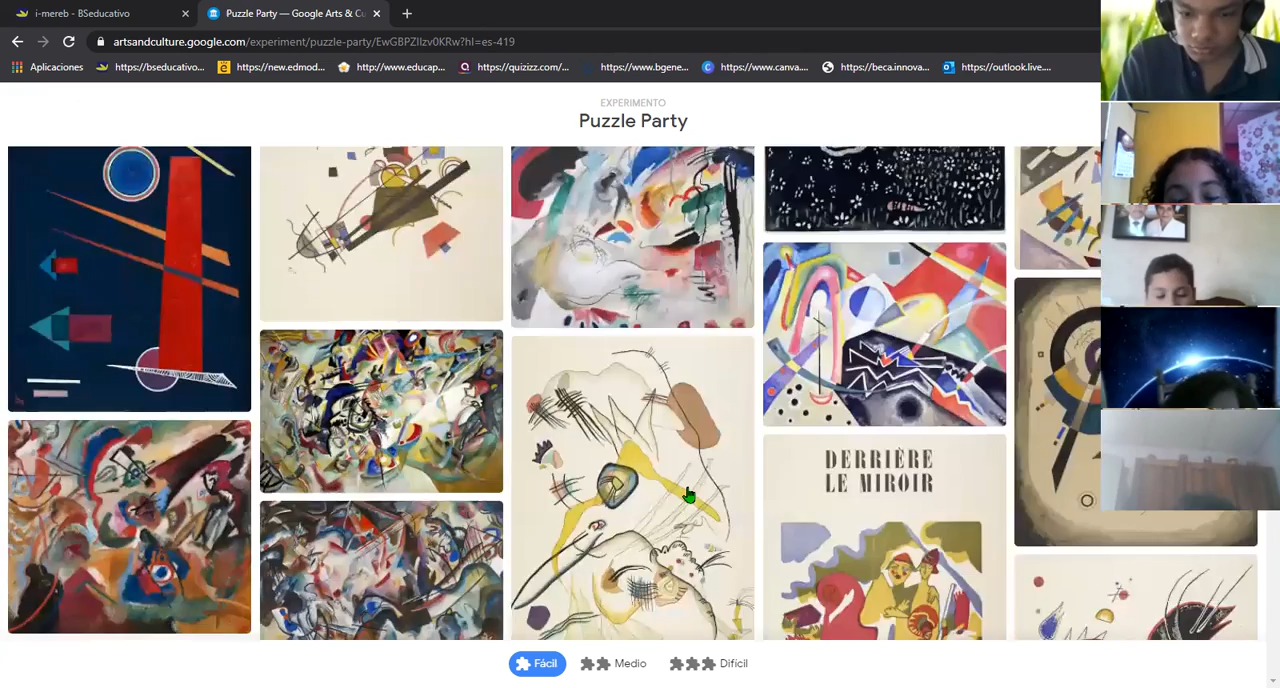 i-mereb - BSeducativo
Puzzle Party — Google Arts & Cu
artsandculture.google.com/experiment/puzzle-party/EwGBPZIlzv0KRw?hl=es-419
Aplicaciones
https://bseducativo...
https://new.edmod...
http://www.educap...
https://quizizz.com/...
https://www.bgene...
https://www.canva....
https://beca.innova...
https://outlook.live....
EXPERIMENTO
Puzzle Party
DERRIÈRE
LE MIROIR
Fácil
Medio
Difícil